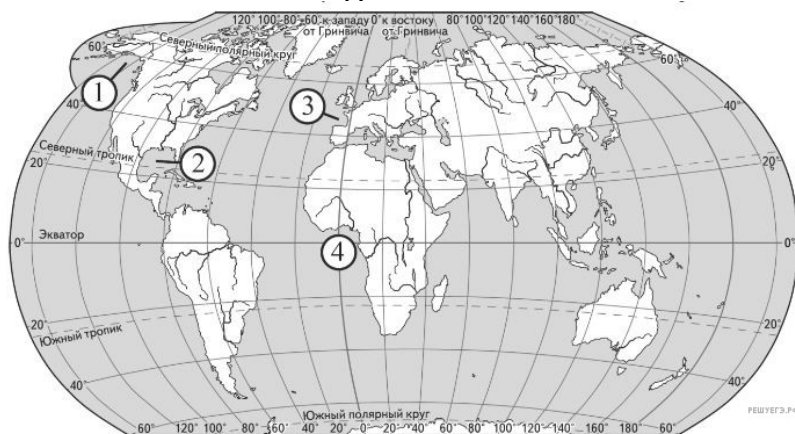 120° 100° 80° 60° к западу 0° к востоку 80° 100° 120° 140° 160° 180°
от Гринвича от Гринвича
Северный полярный круг
60° 60°
1
3
40° 40°
Северный тропик
2
20° 20°
Экватор
0° 0°
4
20° 20°
Южный тропик
40° 40°
Южный полярный круг
РЕШУЕГЭ.РФ
60° 160° 140° 120° 100° 80° 60° 40° 20° 0° 20° 40° 60° 80° 100° 120° 140° 160° 180° 60°